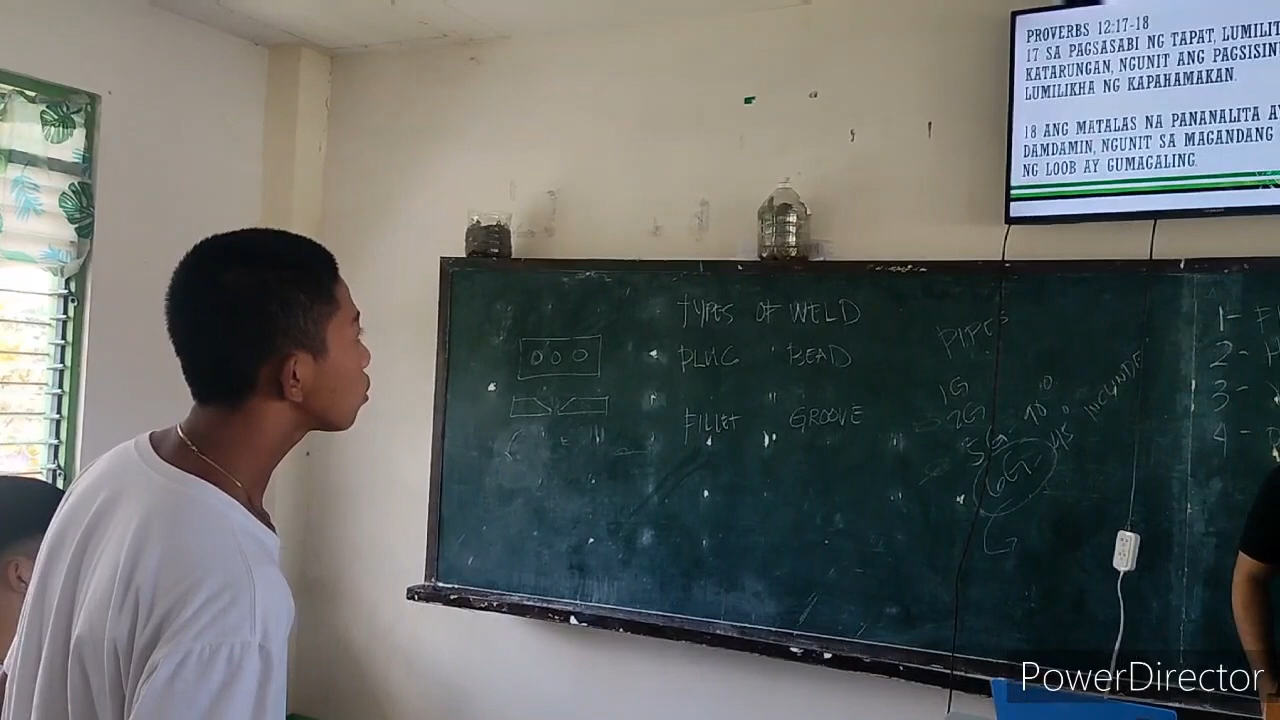 PROVERBS 12:17-18
17 SA PAGSASABI NG TAPAT, LUMILIT
KATARUNGAN, NGUNIT ANG PAGSISIN
LUMILIKHA NG KAPAHAMAKAN.
18 ANG MATALAS NA PANANALITA AY
DAMDAMIN, NGUNIT SA MAGANDANG
NG LOOB AY GUMAGALING.
TYPES OF WELD
PLUG BEAD
FILLET GROOVE
PIPES
1G
2G
5G - 90°
6G - 45°
G
1 - F
2 - H
3 - V
4 -
PowerDirector